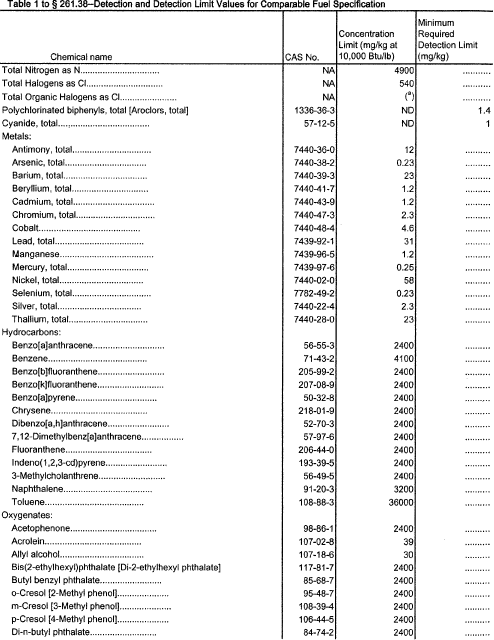 Table 1 to § 261.38–Detection and Detection Limit Values for Comparable Fuel Specification
Chemical name CAS No. Concentration Limit (mg/kg at 10,000 Btu/lb) Minimum Required Detection Limit (mg/kg)
Total Nitrogen as N.................... NA 4900 ..........
Total Halogens as Cl.................... NA 540 ..........
Total Organic Halogens as Cl.................... NA (a) ..........
Polychlorinated biphenyls, total [Aroclors, total] 1336-36-3 ND 1.4
Cyanide, total.................... 57-12-5 ND 1
Metals:
Antimony, total.................... 7440-36-0 12 ..........
Arsenic, total.................... 7440-38-2 0.23 ..........
Barium, total.................... 7440-39-3 23 ..........
Beryllium, total.................... 7440-41-7 1.2 ..........
Cadmium, total.................... 7440-43-9 1.2 ..........
Chromium, total.................... 7440-47-3 2.3 ..........
Cobalt.................... 7440-48-4 4.6 ..........
Lead, total.................... 7439-92-1 31 ..........
Manganese.................... 7439-96-5 1.2 ..........
Mercury, total.................... 7439-97-6 0.25 ..........
Nickel, total.................... 7440-02-0 58 ..........
Selenium, total.................... 7782-49-2 0.23 ..........
Silver, total.................... 7440-22-4 2.3 ..........
Thallium, total.................... 7440-28-0 23 ..........
Hydrocarbons:
Benzo[a]anthracene.................... 56-55-3 2400 ..........
Benzene.................... 71-43-2 4100 ..........
Benzo[b]fluoranthene.................... 205-99-2 2400 ..........
Benzo[k]fluoranthene.................... 207-08-9 2400 ..........
Benzo[a]pyrene.................... 50-32-8 2400 ..........
Chrysene.................... 218-01-9 2400 ..........
Dibenzo[a,h]anthracene.................... 52-70-3 2400 ..........
7,12-Dimethylbenz[a]anthracene.................... 57-97-6 2400 ..........
Fluoranthene.................... 206-44-0 2400 ..........
Indeno(1,2,3-cd)pyrene.................... 193-39-5 2400 ..........
3-Methylcholanthrene.................... 56-49-5 2400 ..........
Naphthalene.................... 91-20-3 3200 ..........
Toluene.................... 108-88-3 36000 ..........
Oxygenates:
Acetophenone.................... 98-86-1 2400 ..........
Acrolein.................... 107-02-8 39 ..........
Allyl alcohol.................... 107-18-6 30 ..........
Bis(2-ethylhexyl)phthalate [Di-2-ethylhexyl phthalate] 117-81-7 2400 ..........
Butyl benzyl phthalate.................... 85-68-7 2400 ..........
o-Cresol [2-Methyl phenol].................... 95-48-7 2400 ..........
m-Cresol [3-Methyl phenol].................... 108-39-4 2400 ..........
p-Cresol [4-Methyl phenol].................... 106-44-5 2400 ..........
Di-n-butyl phthalate.................... 84-74-2 2400 ..........